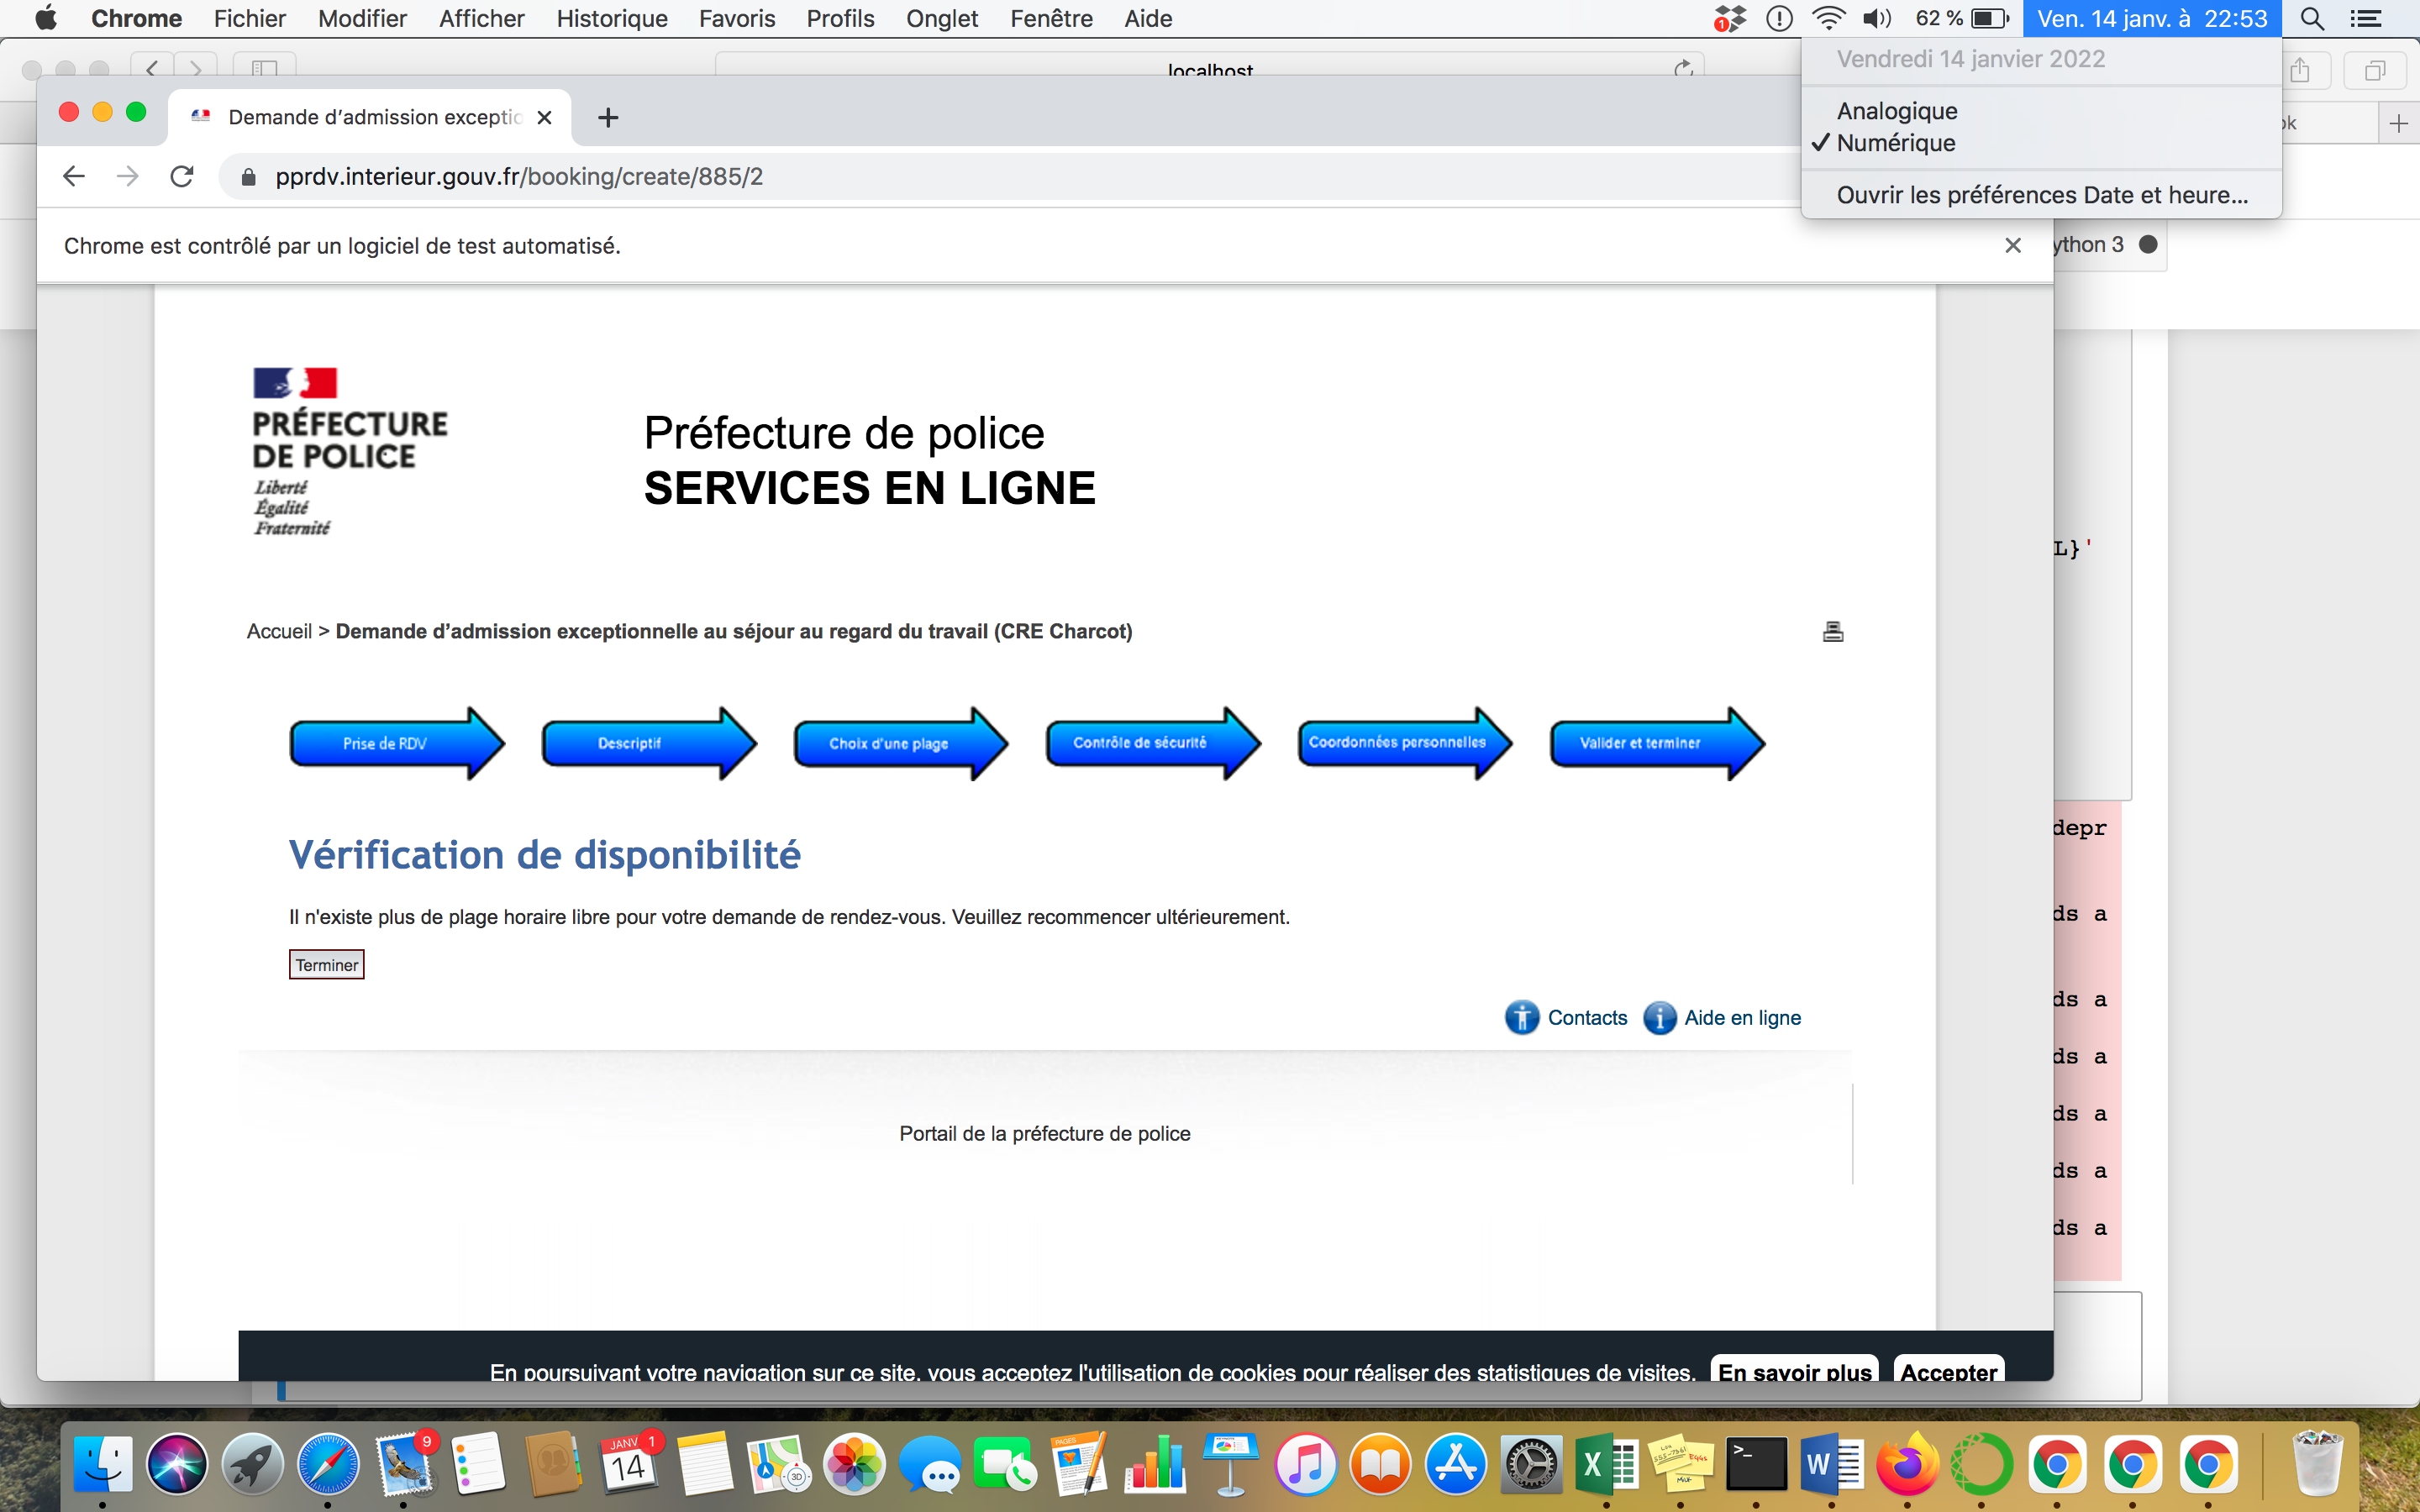 Chrome Fichier Modifier Afficher Historique Favoris Profils Onglet Fenêtre Aide 1 62 % Ven. 14 janv. à 22:53
localhost
Vendredi 14 janvier 2022
Analogique
✓ Numérique
Ouvrir les préférences Date et heure...
Demande d’admission exceptio
pprdv.interieur.gouv.fr/booking/create/885/2
Chrome est contrôlé par un logiciel de test automatisé.
ython 3
L}'
PRÉFECTURE
DE POLICE
Liberté
Égalité
Fraternité
Préfecture de police
SERVICES EN LIGNE
Accueil > Demande d’admission exceptionnelle au séjour au regard du travail (CRE Charcot)
Prise de RDV Descriptif Choix d'une plage Contrôle de sécurité Coordonnées personnelles Valider et terminer
depr
Vérification de disponibilité
Il n'existe plus de plage horaire libre pour votre demande de rendez-vous. Veuillez recommencer ultérieurement.
ds a
Terminer
ds a
Contacts Aide en ligne
ds a
Portail de la préfecture de police
ds a
ds a
ds a
En poursuivant votre navigation sur ce site, vous acceptez l'utilisation de cookies pour réaliser des statistiques de visites. En savoir plus Accepter
9
JANV 1
14
3D
PAGES
X
>_
W